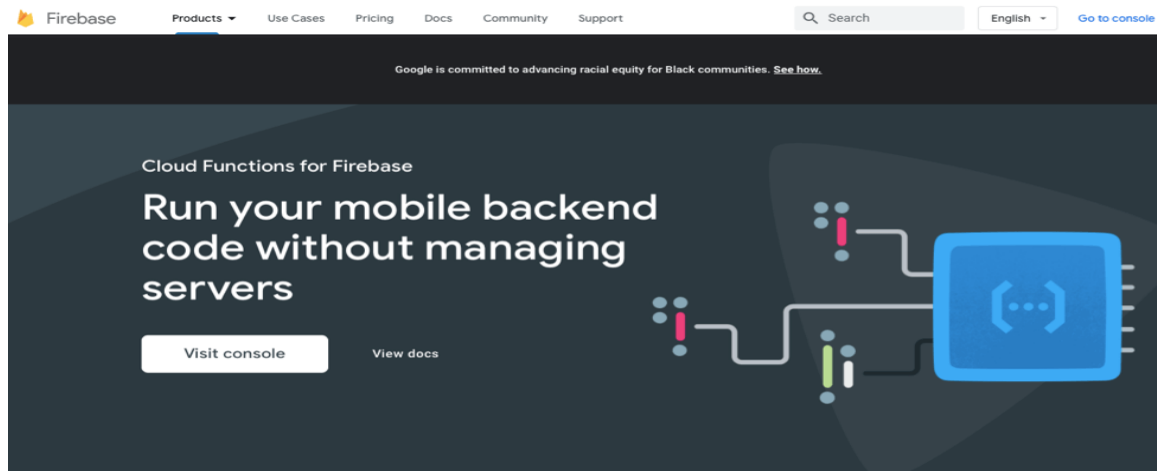 Firebase Products Use Cases Pricing Docs Community Support Search English Go to console
Google is committed to advancing racial equity for Black communities. See how.
Cloud Functions for Firebase
Run your mobile backend
code without managing
servers
Visit console View docs